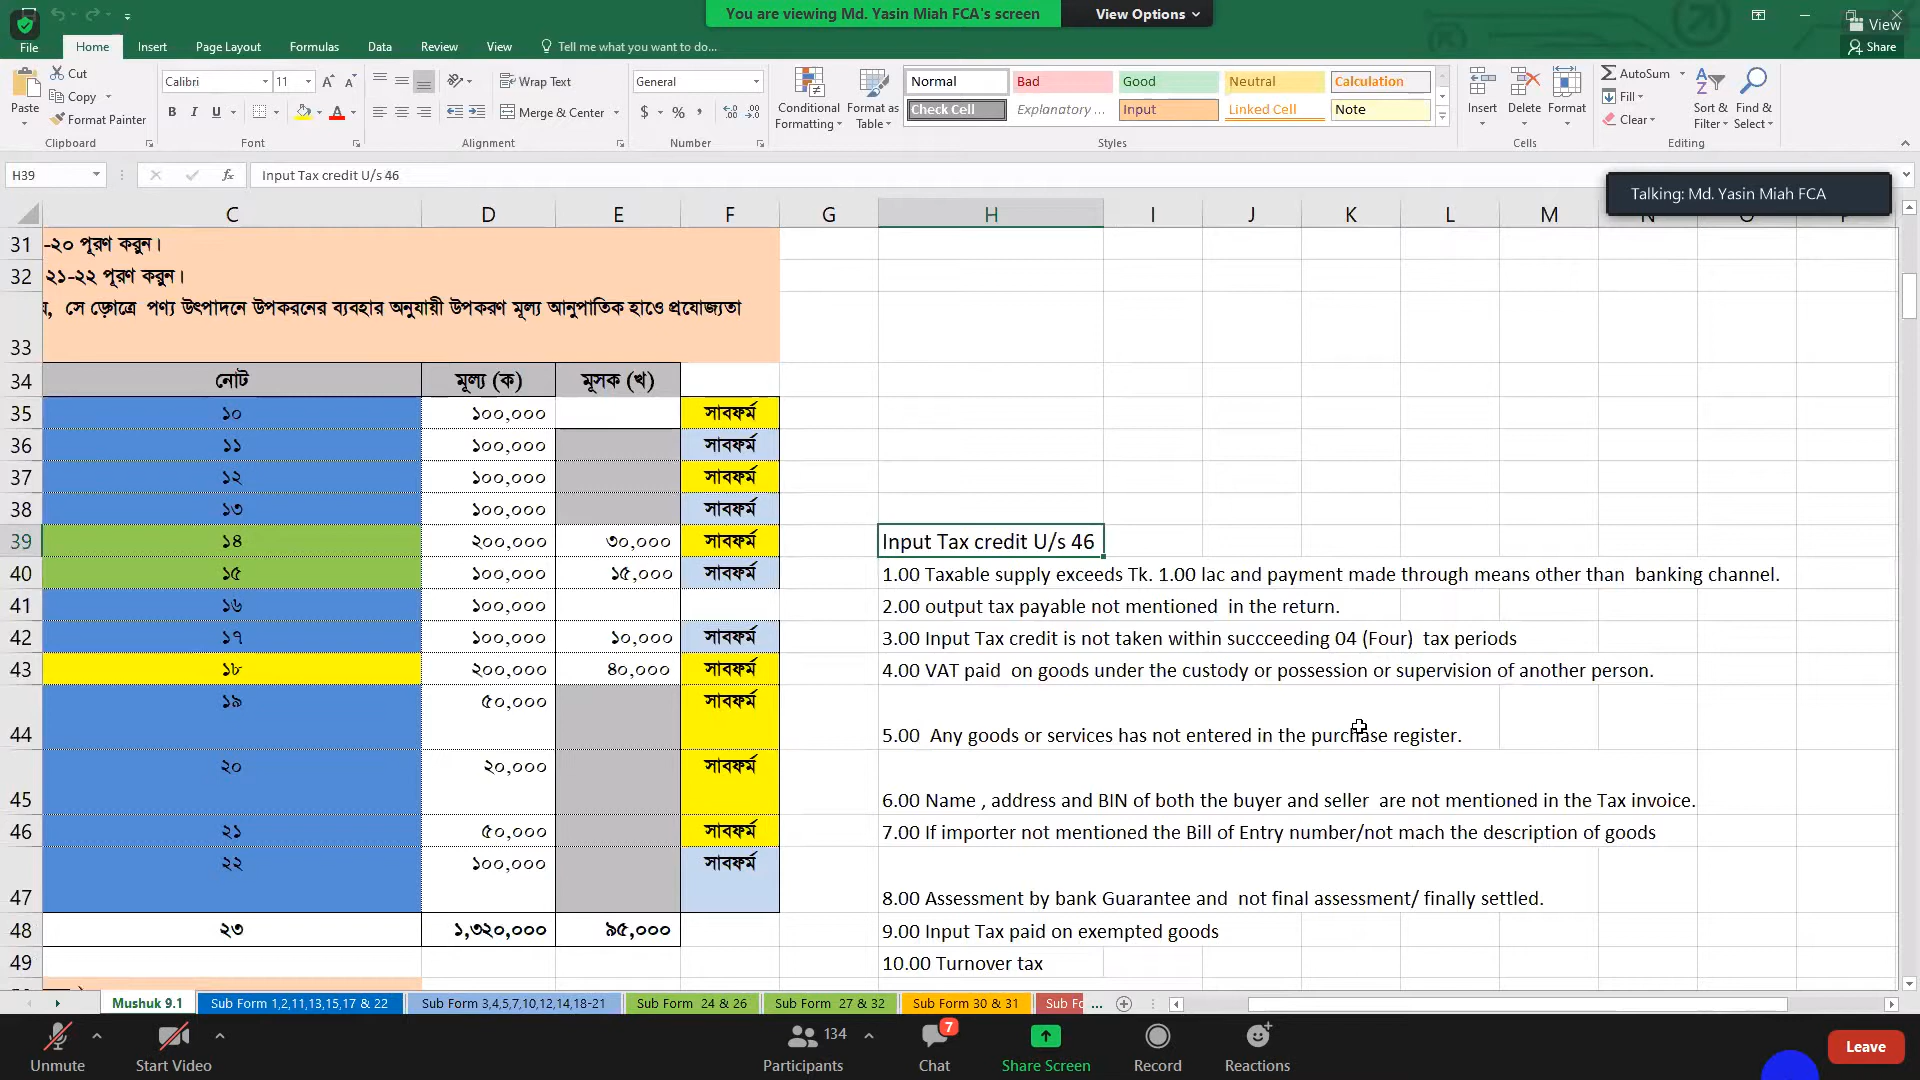 You are viewing Md. Yasin Miah FCA's screen
View Options
View
File
Home
Insert
Page Layout
Formulas
Data
Review
View
Tell me what you want to do...
Share
Paste
Cut
Copy
Format Painter
Clipboard
Calibri
11
B I U
Font
Wrap Text
Merge & Center
Alignment
General
$ % ,
Number
Conditional Formatting
Format as Table
Normal
Bad
Good
Neutral
Calculation
Check Cell
Explanatory ...
Input
Linked Cell
Note
Styles
Insert
Delete
Format
Cells
AutoSum
Fill
Clear
Sort & Filter
Find & Select
Editing
H39
fx
Input Tax credit U/s 46
Talking: Md. Yasin Miah FCA
C D E F G H I J K L M
31 -২০ পূরণ করুন।
32 ২১-২২ পূরণ করুন।
33
পণ্য উৎপাদনে উপকরনের ব্যবহার অনুযায়ী উপকরণ মূল্য আনুপাতিক হাওে প্রযোজ্যতা
34 নোট মূল্য (ক) মূসক (খ)
35 ১০ ১০০,০০০ সাবফর্ম
36 ১১ ১০০,০০০ সাবফর্ম
37 ১২ ১০০,০০০ সাবফর্ম
38 ১৩ ১০০,০০০ সাবফর্ম
39 ১৪ ২০০,০০০ ৩০,০০০ সাবফর্ম Input Tax credit U/s 46
40 ১৫ ১০০,০০০ ১৫,০০০ সাবফর্ম 1.00 Taxable supply exceeds Tk. 1.00 lac and payment made through means other than banking channel.
41 ১৬ ১০০,০০০ 2.00 output tax payable not mentioned in the return.
42 ১৭ ১০০,০০০ ১০,০০০ সাবফর্ম 3.00 Input Tax credit is not taken within succceeding 04 (Four) tax periods
43 ১৮ ২০০,০০০ ৪০,০০০ সাবফর্ম 4.00 VAT paid on goods under the custody or possession or supervision of another person.
44 ১৯ ৫০,০০০ সাবফর্ম 5.00 Any goods or services has not entered in the purchase register.
45 ২০ ২০,০০০ সাবফর্ম 6.00 Name , address and BIN of both the buyer and seller are not mentioned in the Tax invoice.
46 ২১ ৫০,০০০ সাবফর্ম 7.00 If importer not mentioned the Bill of Entry number/not mach the description of goods
47 ২২ ১০০,০০০ সাবফর্ম 8.00 Assessment by bank Guarantee and not final assessment/ finally settled.
48 ২৩ ১,৩২০,০০০ ৯৫,০০০ 9.00 Input Tax paid on exempted goods
49 10.00 Turnover tax
Mushuk 9.1
Sub Form 1,2,11,13,15,17 & 22
Sub Form 3,4,5,7,10,12,14,18-21
Sub Form 24 & 26
Sub Form 27 & 32
Sub Form 30 & 31
Sub Fo
...
Unmute
Start Video
Participants
134
Chat
7
Share Screen
Record
Reactions
Leave